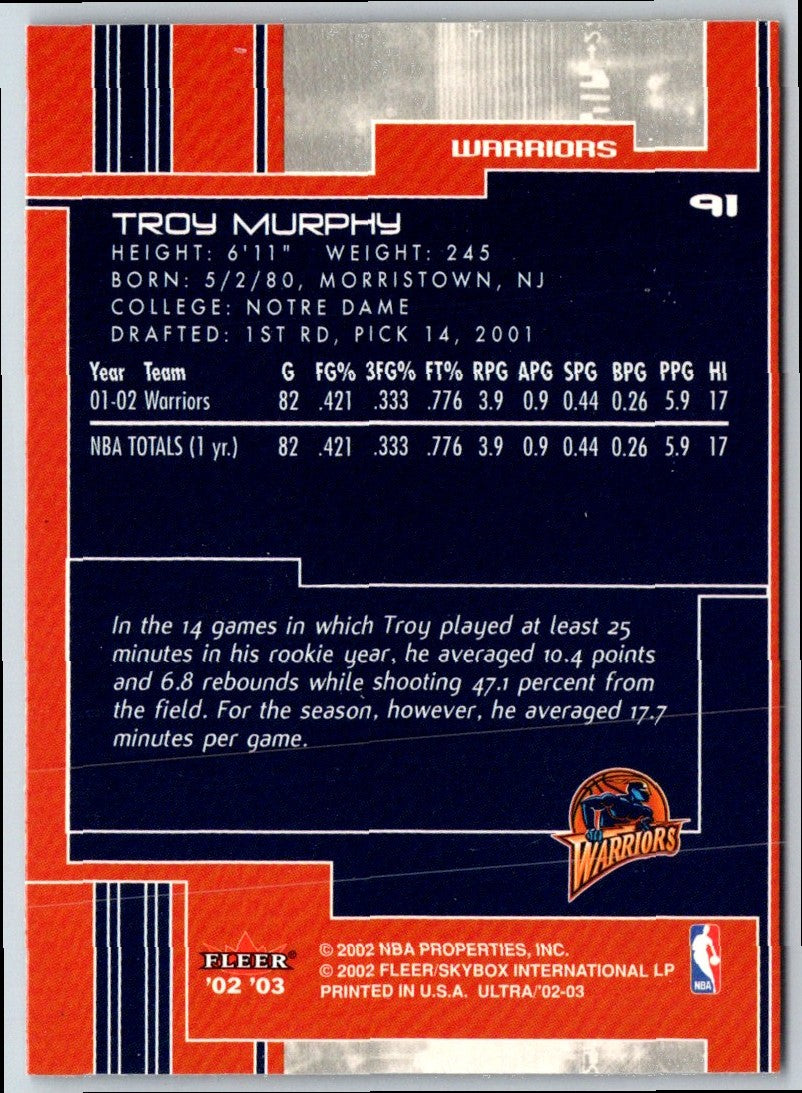 WARRIORS
91
TROY MURPHY
HEIGHT: 6'11" WEIGHT: 245
BORN: 5/2/80, MORRISTOWN, NJ
COLLEGE: NOTRE DAME
DRAFTED: 1ST RD, PICK 14, 2001
Year Team G FG% 3FG% FT% RPG APG SPG BPG PPG HI
01-02 Warriors 82 .421 .333 .776 3.9 0.9 0.44 0.26 5.9 17
NBA TOTALS (1 yr.) 82 .421 .333 .776 3.9 0.9 0.44 0.26 5.9 17
In the 14 games in which Troy played at least 25
minutes in his rookie year, he averaged 10.4 points
and 6.8 rebounds while shooting 47.1 percent from
the field. For the season, however, he averaged 17.7
minutes per game.
WARRIORS
FLEER®
'02 '03
© 2002 NBA PROPERTIES, INC.
© 2002 FLEER/SKYBOX INTERNATIONAL LP
PRINTED IN U.S.A. ULTRA/'02-03
NBA